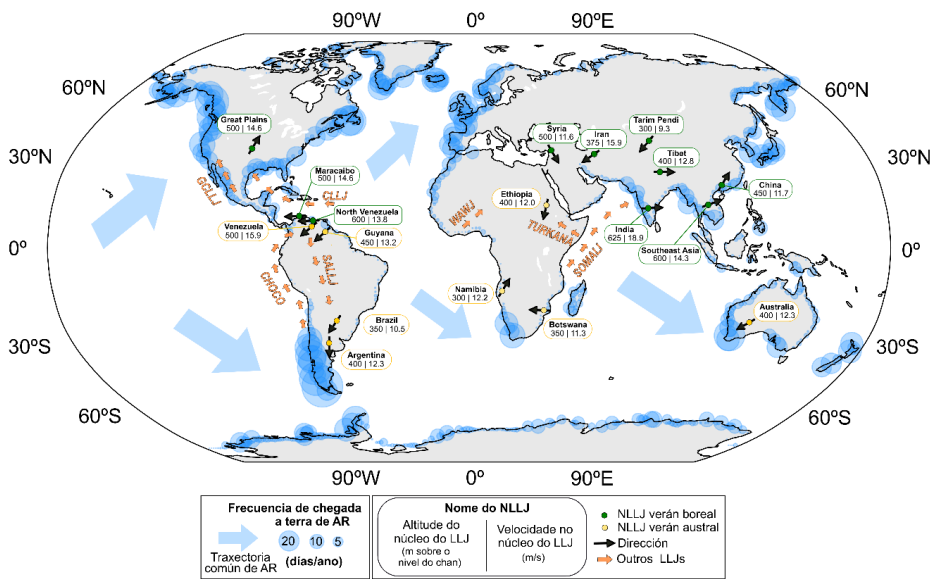 90ºW 0º 90ºE
60ºN 60ºN
30ºN 30ºN
0º 0º
30ºS 30ºS
60ºS 60ºS
90ºW 0º 90ºE
Great Plains
500 | 14.6
Maracaibo
500 | 14.6
North Venezuela
600 | 13.8
Venezuela
500 | 15.9
Guyana
450 | 13.2
Brazil
350 | 10.5
Argentina
400 | 12.3
Syria
500 | 11.6
Iran
375 | 15.9
Tarim Pendi
300 | 9.3
Tibet
400 | 12.8
China
450 | 11.7
Ethiopia
400 | 12.0
India
625 | 18.9
Southeast Asia
600 | 14.3
Namibia
300 | 12.2
Botswana
350 | 11.3
Australia
400 | 12.3
GCLLJ
CLLJ
CHOCO
SALLJ
IWAWJ
TURKANA
SOMALIJ
Frecuencia de chegada
a terra de AR
20 10 5
(días/ano)
Traxectoria
común de AR
Nome do NLLJ
Altitude do
núcleo do LLJ
(m sobre o
nivel do chan)
Velocidade no
núcleo do LLJ
(m/s)
NLLJ verán boreal
NLLJ verán austral
Dirección
Outros LLJs